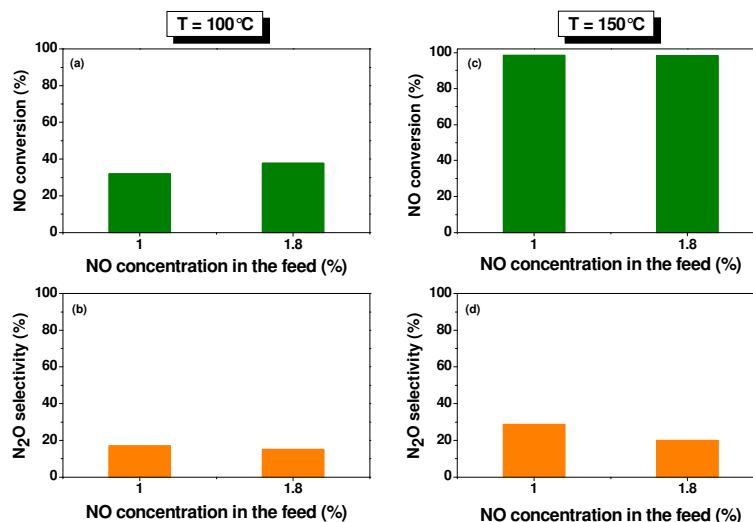 T = 100°C
T = 150°C
(a)
NO conversion (%)
100
80
60
40
20
0
1
1.8
NO concentration in the feed (%)
(c)
NO conversion (%)
100
80
60
40
20
0
1
1.8
NO concentration in the feed (%)
(b)
N2O selectivity (%)
100
80
60
40
20
0
1
1.8
NO concentration in the feed (%)
(d)
N2O selectivity (%)
100
80
60
40
20
0
1
1.8
NO concentration in the feed (%)